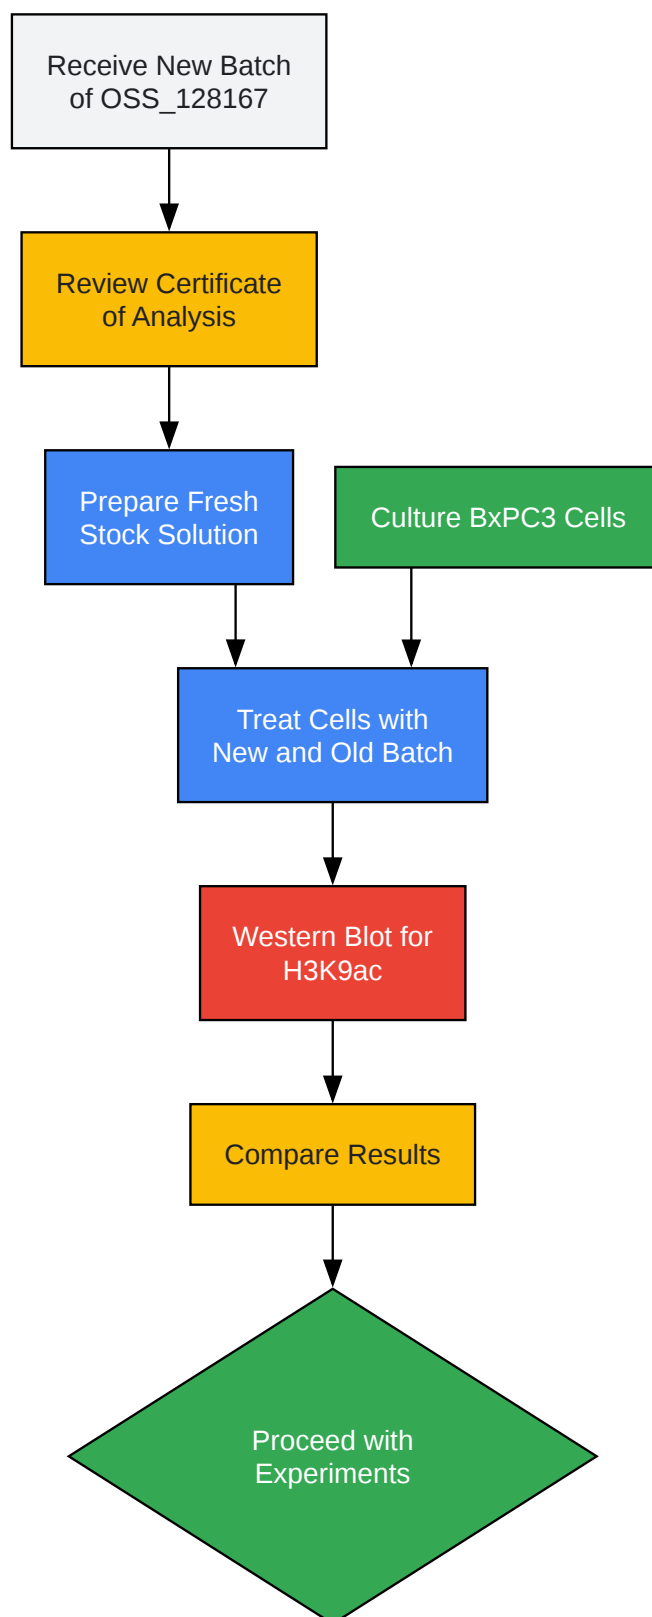 Receive New Batch
of OSS_128167
Review Certificate
of Analysis
Prepare Fresh
Stock Solution
Culture BxPC3 Cells
Treat Cells with
New and Old Batch
Western Blot for
H3K9ac
Compare Results
Proceed with
Experiments